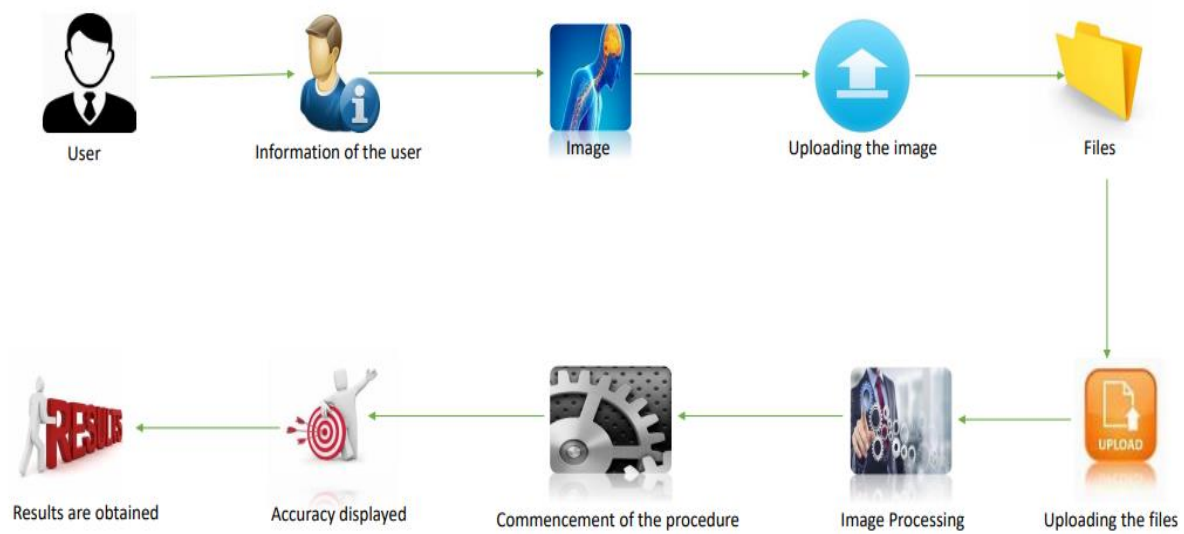 User
Information of the user
Image
Uploading the image
Files
RESULTS
UPLOAD
Results are obtained
Accuracy displayed
Commencement of the procedure
Image Processing
Uploading the files